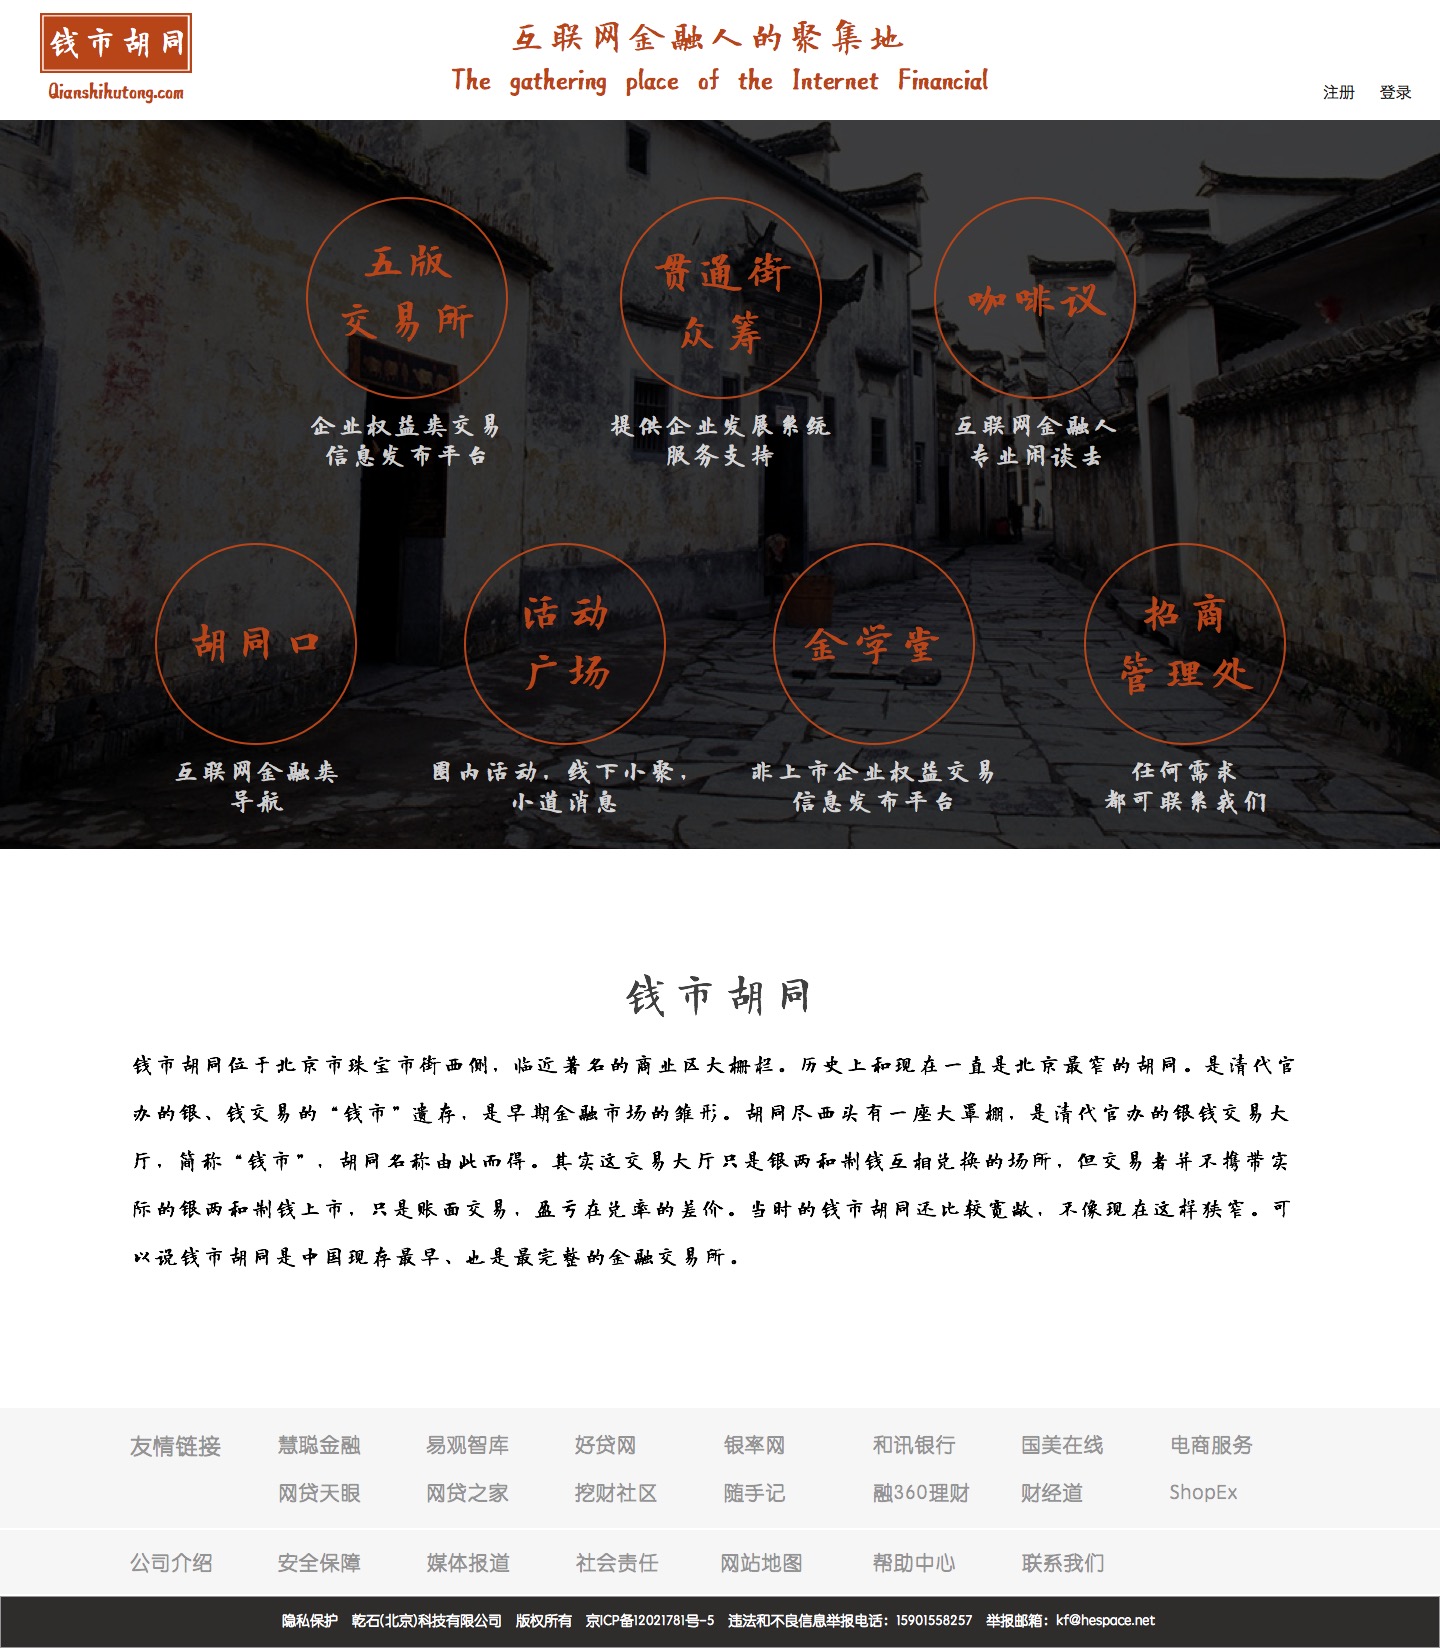 钱市胡同
Qianshihutong.com
互联网金融人的聚集地
The gathering place of the Internet Financial
注册 登录
五版
交易所
贯通街
众筹
咖啡议
企业权益类交易
信息发布平台
提供企业发展系统
服务支持
互联网金融人
专业闲谈去
胡同口
活动
广场
金学堂
招商
管理处
互联网金融类
导航
圈内活动，线下小聚，
小道消息
非上市企业权益交易
信息发布平台
任何需求
都可联系我们
钱市胡同
钱市胡同位于北京市珠宝市街西侧，临近著名的商业区大栅栏。历史上和现在一直是北京最窄的胡同。是清代官
办的银、钱交易的“钱市”遗存，是早期金融市场的雏形。胡同尽西头有一座大罩棚，是清代官办的银钱交易大
厅，简称“钱市”，胡同名称由此而得。其实这交易大厅只是银两和制钱互相兑换的场所，但交易者并不携带实
际的银两和制钱上市，只是账面交易，盈亏在兑率的差价。当时的钱市胡同还比较宽敞，不像现在这样狭窄。可
以说钱市胡同是中国现存最早、也是最完整的金融交易所。
友情链接 慧聪金融 易观智库 好贷网 银率网 和讯银行 国美在线 电商服务
网贷天眼 网贷之家 挖财社区 随手记 融360理财 财经道 ShopEx
公司介绍 安全保障 媒体报道 社会责任 网站地图 帮助中心 联系我们
隐私保护 乾石(北京)科技有限公司 版权所有 京ICP备12021781号-5 违法和不良信息举报电话：15901558257 举报邮箱：kf@hespace.net